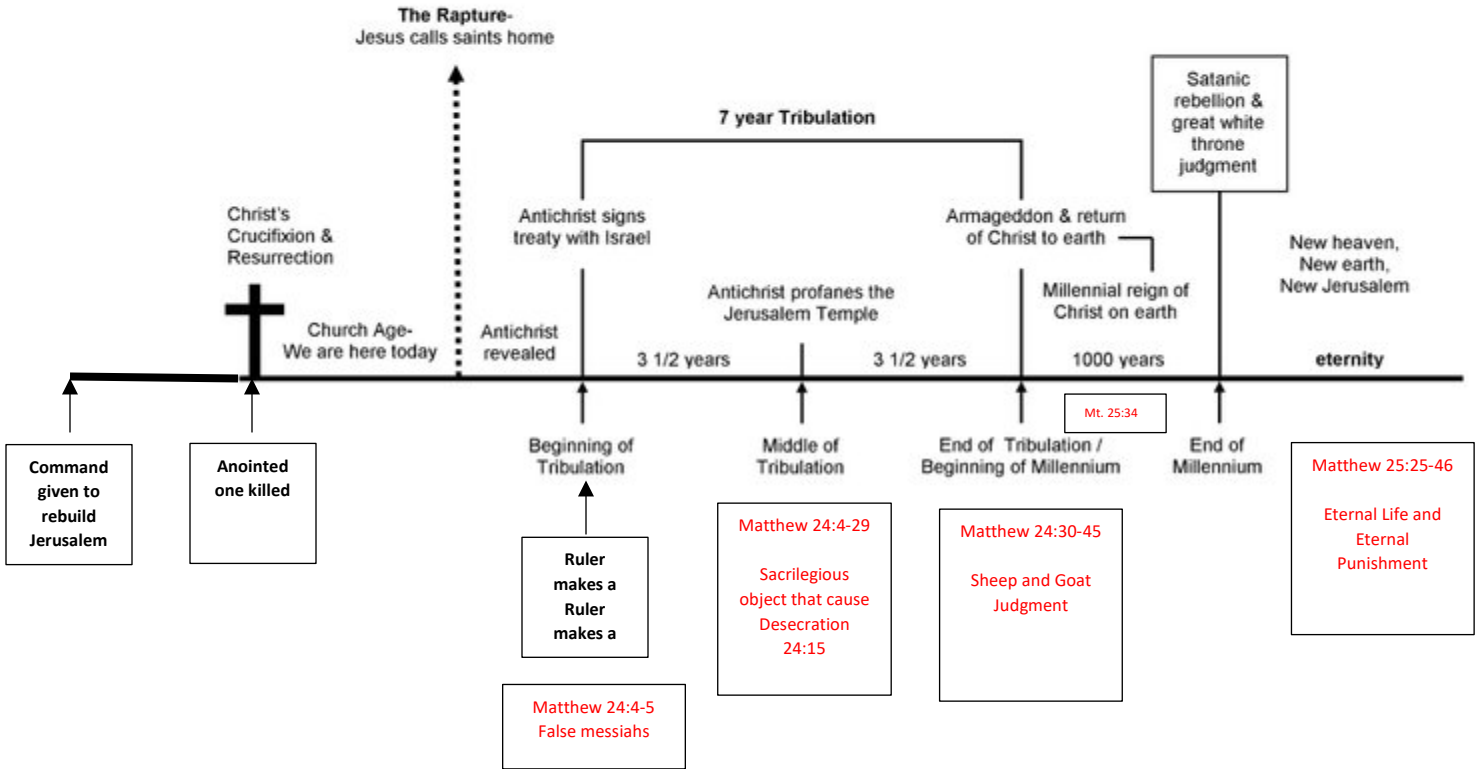 The Rapture-
Jesus calls saints home
Satanic
rebellion &
great white
throne
judgment
7 year Tribulation
Christ's
Crucifixion &
Resurrection
Antichrist signs
treaty with Israel
Armageddon & return
of Christ to earth
New heaven,
New earth,
New Jerusalem
Antichrist profanes the
Jerusalem Temple
Millennial reign of
Christ on earth
Church Age-
We are here today
Antichrist
revealed
3 1/2 years
3 1/2 years
1000 years
eternity
Mt. 25:34
Command
given to
rebuild
Jerusalem
Anointed
one killed
Beginning of
Tribulation
Middle of
Tribulation
End of Tribulation /
Beginning of Millennium
End of
Millennium
Ruler
makes a
Ruler
makes a
Matthew 24:4-5
False messiahs
Matthew 24:4-29
Sacrilegious
object that cause
Desecration
24:15
Matthew 24:30-45
Sheep and Goat
Judgment
Matthew 25:25-46
Eternal Life and
Eternal
Punishment